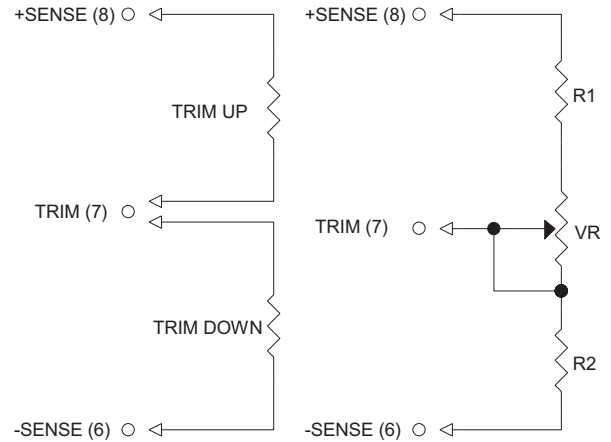 +SENSE (8)
TRIM UP
TRIM (7)
TRIM DOWN
-SENSE (6)
+SENSE (8)
R1
TRIM (7)
VR
R2
-SENSE (6)